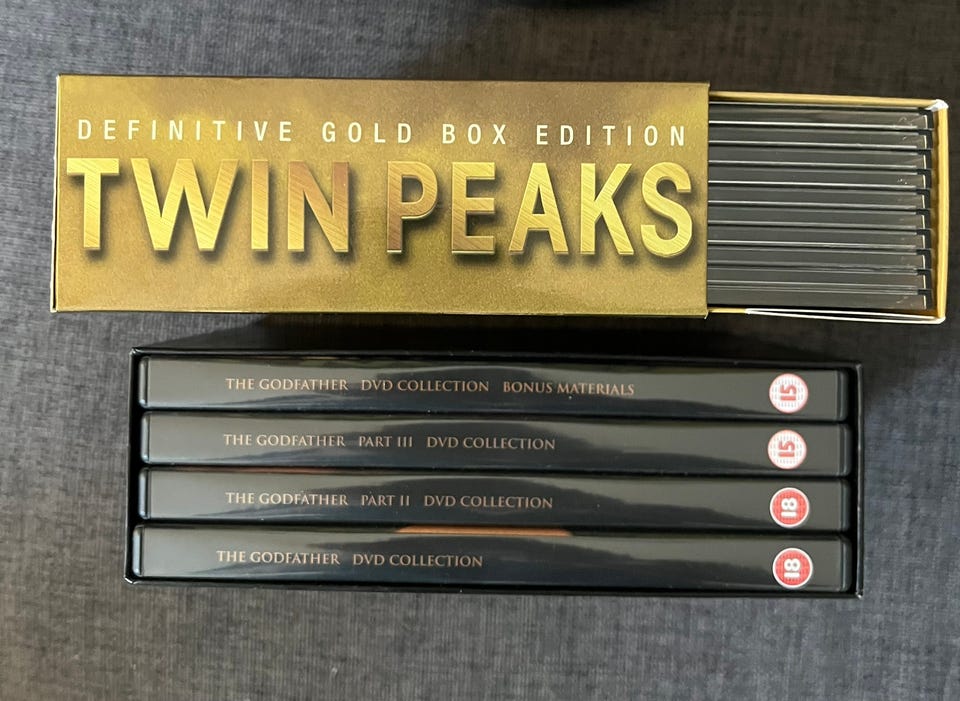 DEFINITIVE GOLD BOX EDITION
TWIN PEAKS
THE GODFATHER DVD COLLECTION BONUS MATERIALS 15
THE GODFATHER PART III DVD COLLECTION 15
THE GODFATHER PART II DVD COLLECTION 18
THE GODFATHER DVD COLLECTION 18